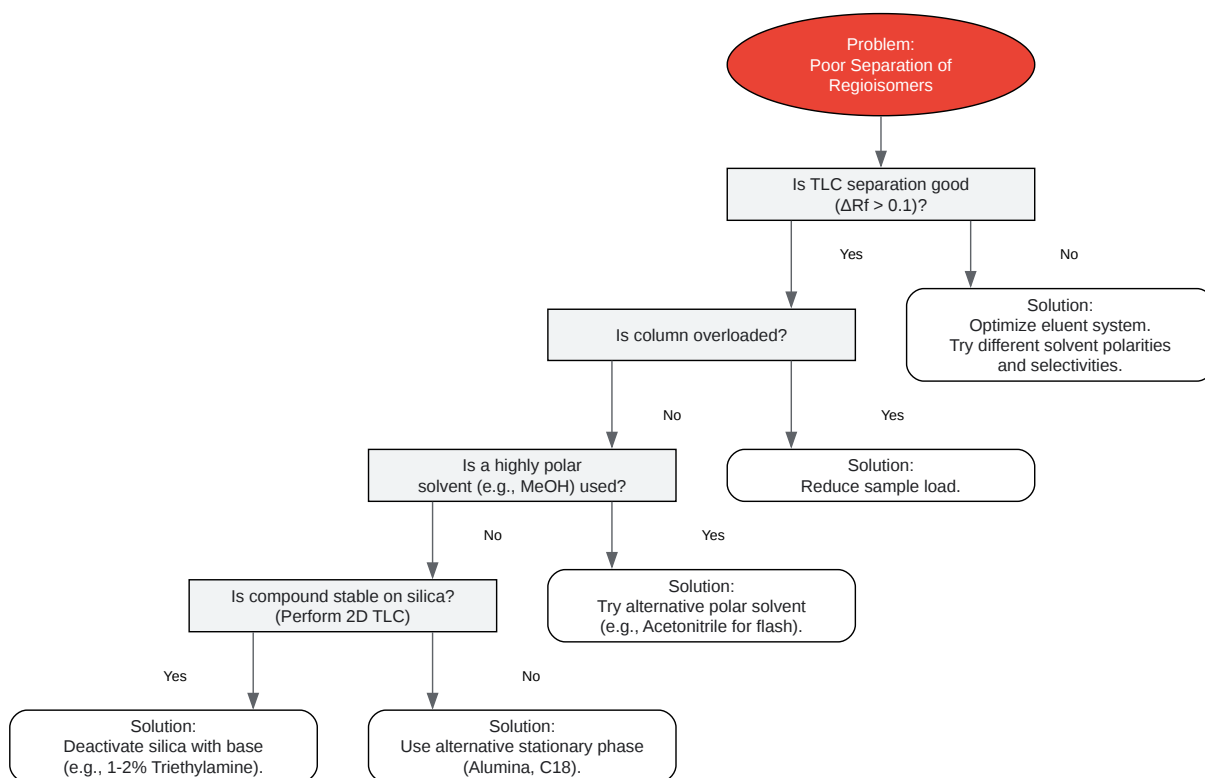 Problem:
Poor Separation of
Regioisomers
Is TLC separation good
(ΔRf > 0.1)?
Yes
No
Solution:
Optimize eluent system.
Try different solvent polarities
and selectivities.
Is column overloaded?
No
Yes
Is a highly polar
solvent (e.g., MeOH) used?
Solution:
Reduce sample load.
No
Yes
Is compound stable on silica?
(Perform 2D TLC)
Solution:
Try alternative polar solvent
(e.g., Acetonitrile for flash).
Yes
No
Solution:
Deactivate silica with base
(e.g., 1-2% Triethylamine).
Solution:
Use alternative stationary phase
(Alumina, C18).